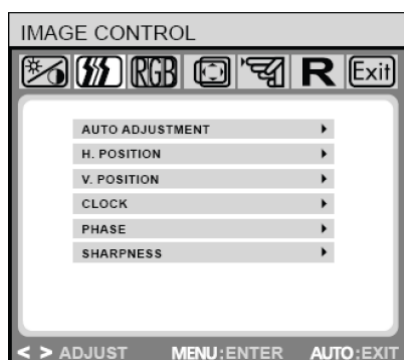 IMAGE CONTROL
RGB R Exit
AUTO ADJUSTMENT
H. POSITION
V. POSITION
CLOCK
PHASE
SHARPNESS
< > ADJUST MENU:ENTER AUTO:EXIT